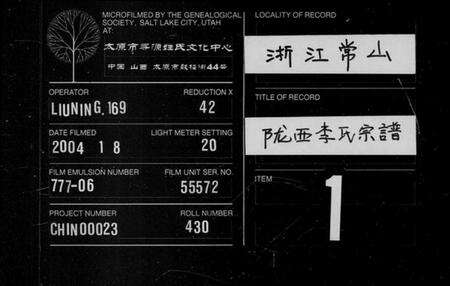 MICROFILMED BY THE GENEALOGICAL
SOCIETY, SALT LAKE CITY, UTAH
AT:
太原市寻源姓氏文化中心
中国 山西 太原市
44号
OPERATOR
REDUCTION X
LIUNING.169
42
DATE FILMED
LIGHT METER SETTING
2004 1 8
20
FILM EMULSION NUMBER
FILM UNIT SER. NO.
777-06
55572
PROJECT NUMBER
ROLL NUMBER
CHIN00023
430
LOCALITY OF RECORD
浙江常山
TITLE OF RECORD
陇西李氏宗譜
ITEM
1